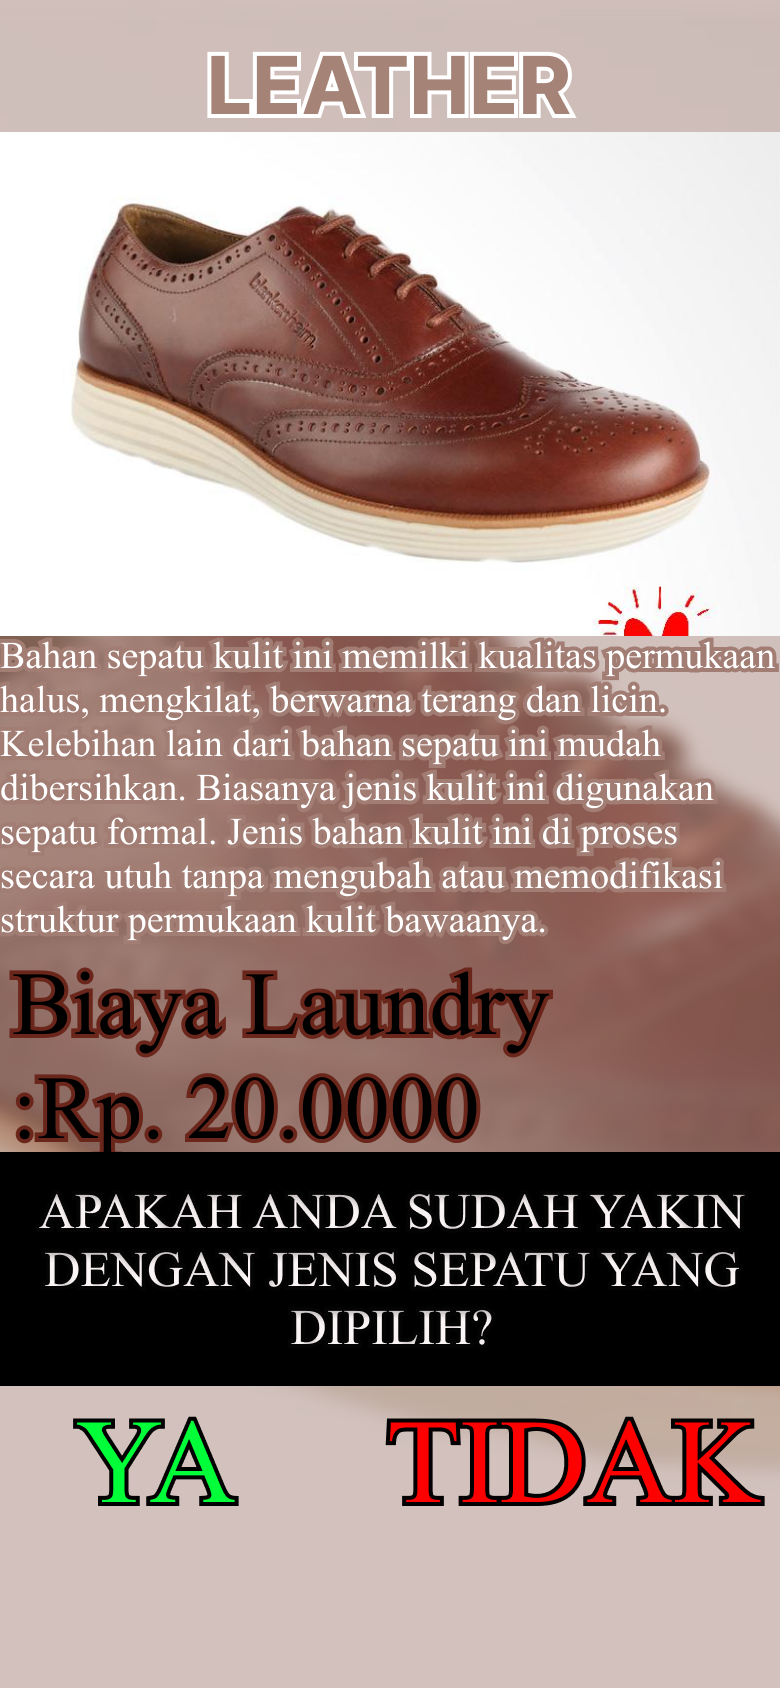 LEATHER
blankenheim.
Bahan sepatu kulit ini memilki kualitas permukaan
halus, mengkilat, berwarna terang dan licin.
Kelebihan lain dari bahan sepatu ini mudah
dibersihkan. Biasanya jenis kulit ini digunakan
sepatu formal. Jenis bahan kulit ini di proses
secara utuh tanpa mengubah atau memodifikasi
struktur permukaan kulit bawaanya.
Biaya Laundry
:Rp. 20.0000
APAKAH ANDA SUDAH YAKIN
DENGAN JENIS SEPATU YANG
DIPILIH?
YA TIDAK